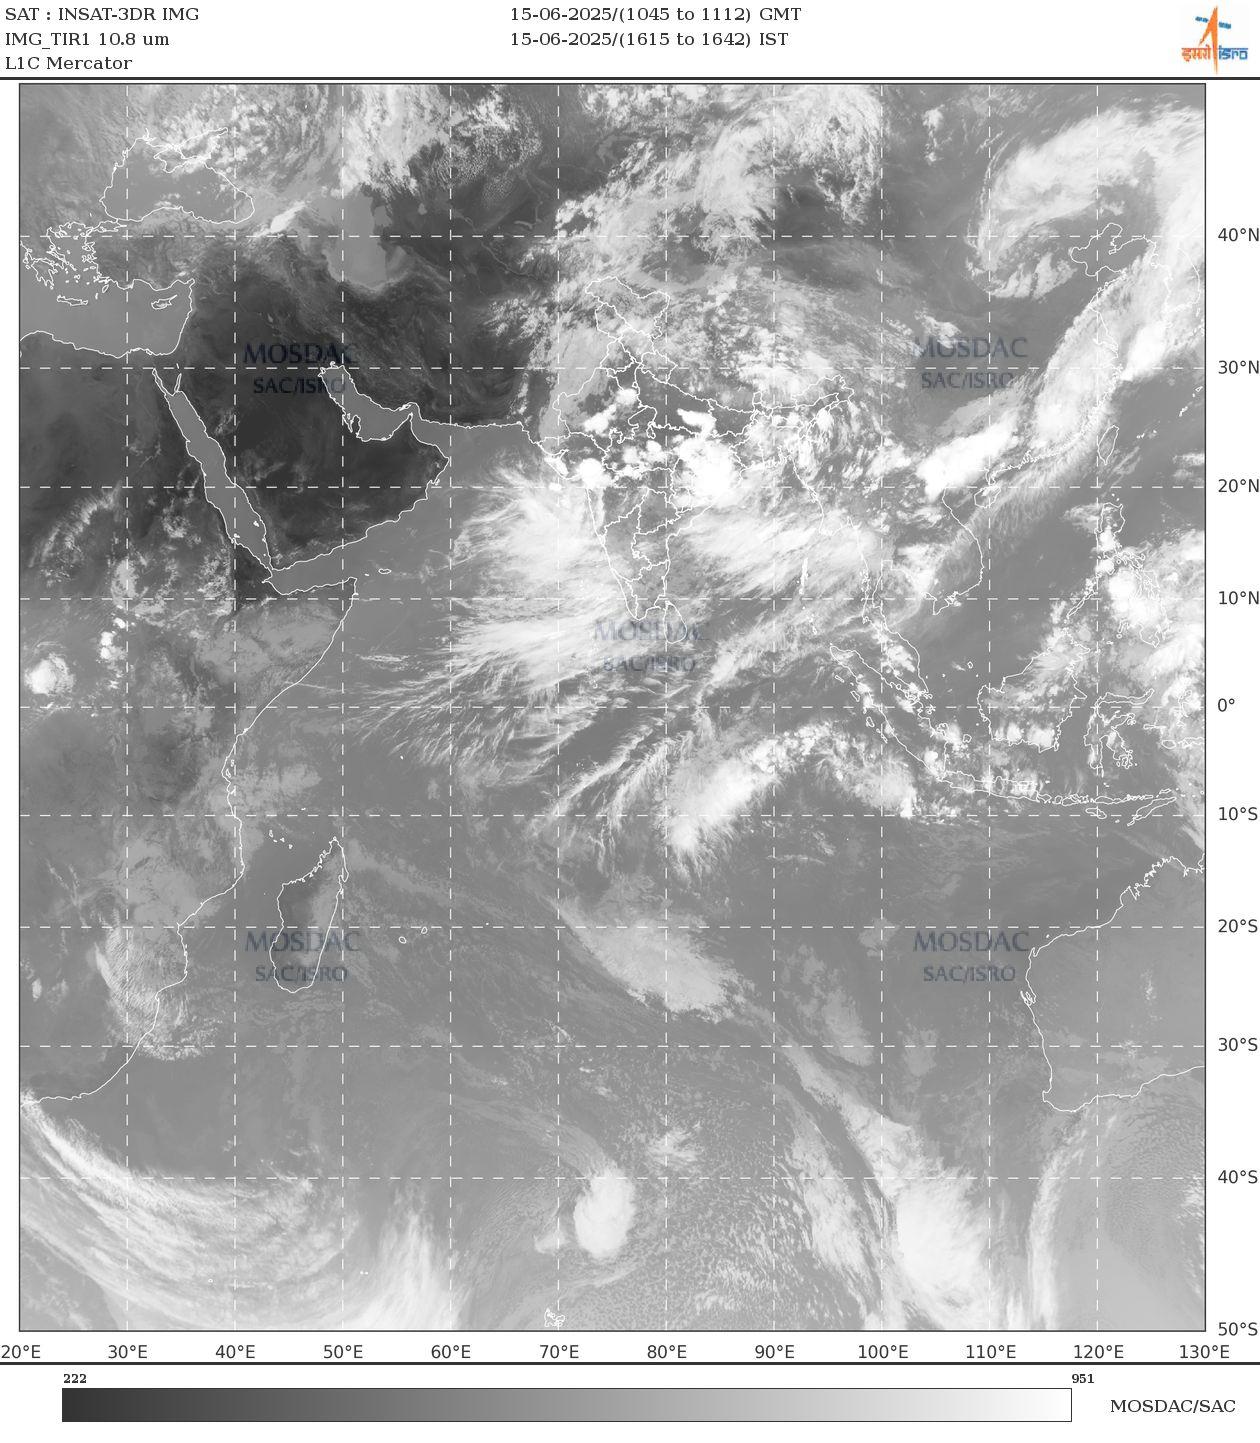 SAT : INSAT-3DR IMG
15-06-2025/(1045 to 1112) GMT
IMG_TIR1 10.8 um
15-06-2025/(1615 to 1642) IST
L1C Mercator
इसरो isro
40°N
MOSDAC
SAC/ISRO
MOSDAC
SAC/ISRO
30°N
20°N
10°N
MOSDAC
SAC/ISRO
0°
10°S
20°S
MOSDAC
SAC/ISRO
MOSDAC
SAC/ISRO
30°S
40°S
50°S
20°E 30°E 40°E 50°E 60°E 70°E 80°E 90°E 100°E 110°E 120°E 130°E
222 951
MOSDAC/SAC